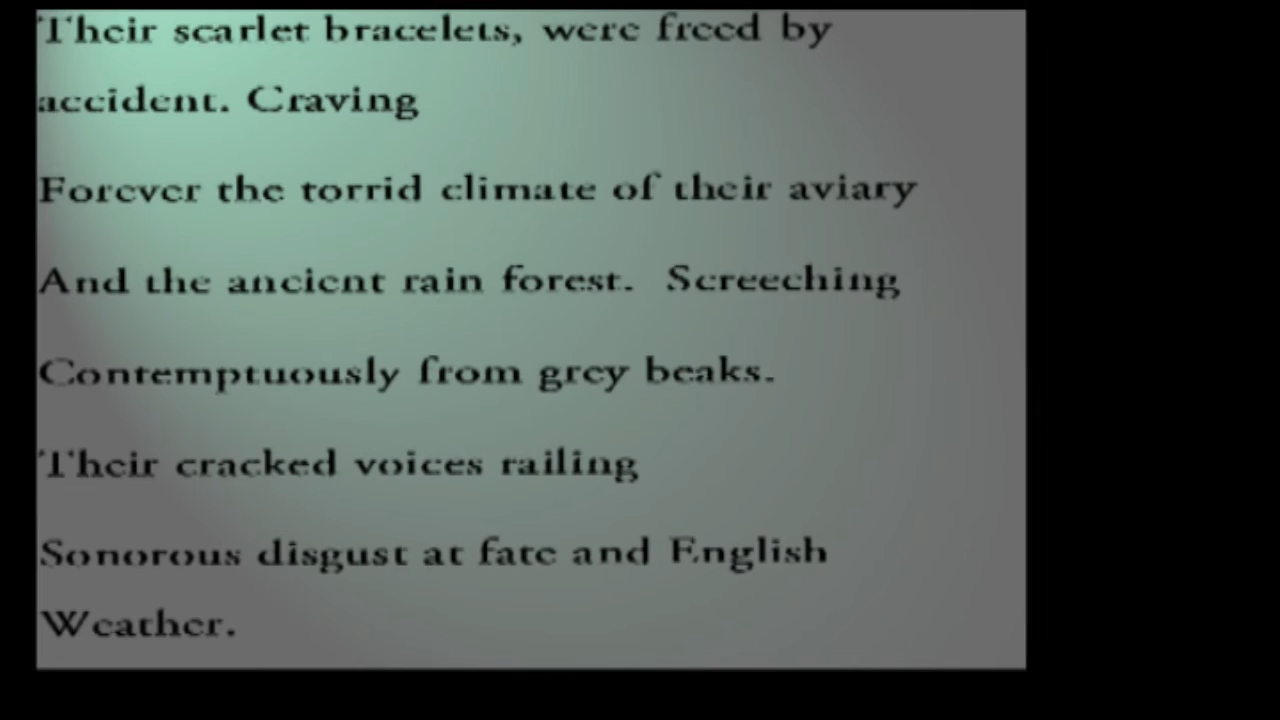 Their scarlet bracelets, were freed by
accident. Craving
Forever the torrid climate of their aviary
And the ancient rain forest.  Screeching
Contemptuously from grey beaks.
Their cracked voices railing
Sonorous disgust at fate and English
Weather.